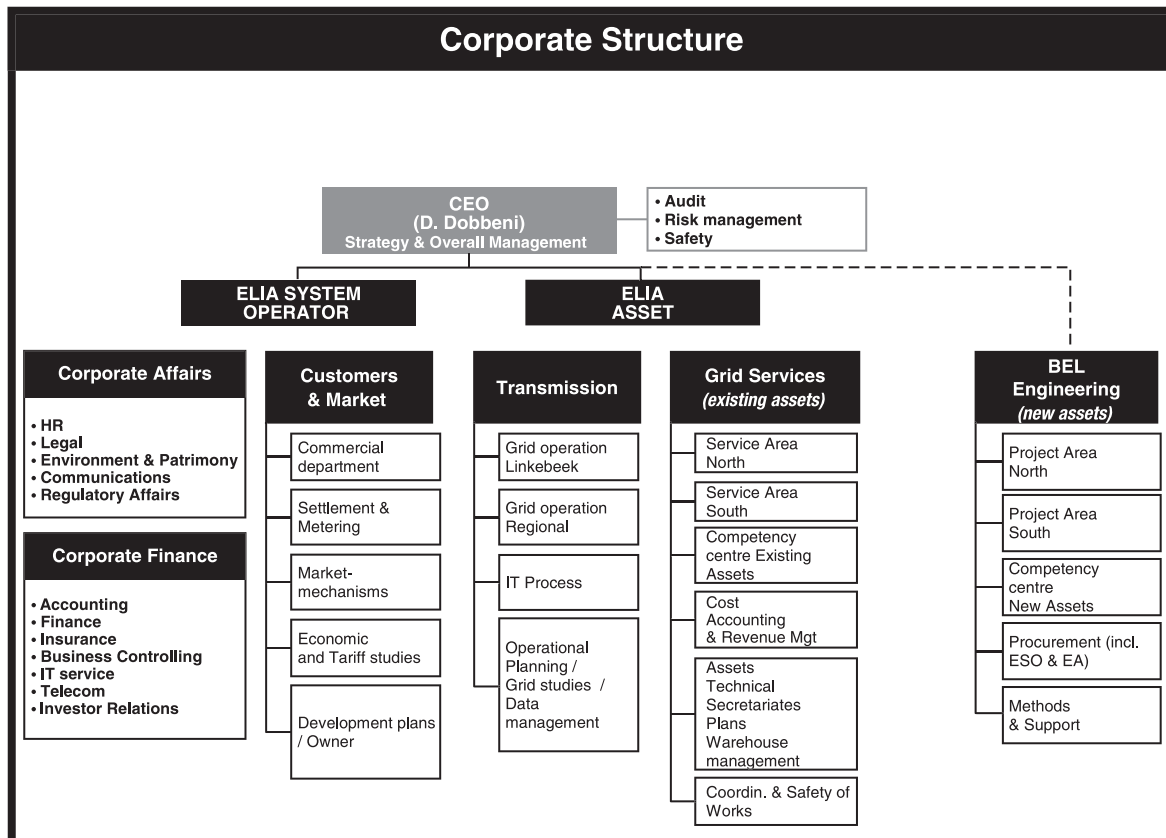 Corporate Structure
CEO
(D. Dobbeni)
Strategy & Overall Management
• Audit
• Risk management
• Safety
ELIA SYSTEM
OPERATOR
ELIA
ASSET
Corporate Affairs
• HR
• Legal
• Environment & Patrimony
• Communications
• Regulatory Affairs
Corporate Finance
• Accounting
• Finance
• Insurance
• Business Controlling
• IT service
• Telecom
• Investor Relations
Customers
& Market
Commercial
department
Settlement &
Metering
Market-
mechanisms
Economic
and Tariff studies
Development plans
/ Owner
Transmission
Grid operation
Linkebeek
Grid operation
Regional
IT Process
Operational
Planning /
Grid studies /
Data
management
Grid Services
(existing assets)
Service Area
North
Service Area
South
Competency
centre Existing
Assets
Cost
Accounting
& Revenue Mgt
Assets
Technical
Secretariates
Plans
Warehouse
management
Coordin. & Safety of
Works
BEL
Engineering
(new assets)
Project Area
North
Project Area
South
Competency
centre
New Assets
Procurement (incl.
ESO & EA)
Methods
& Support